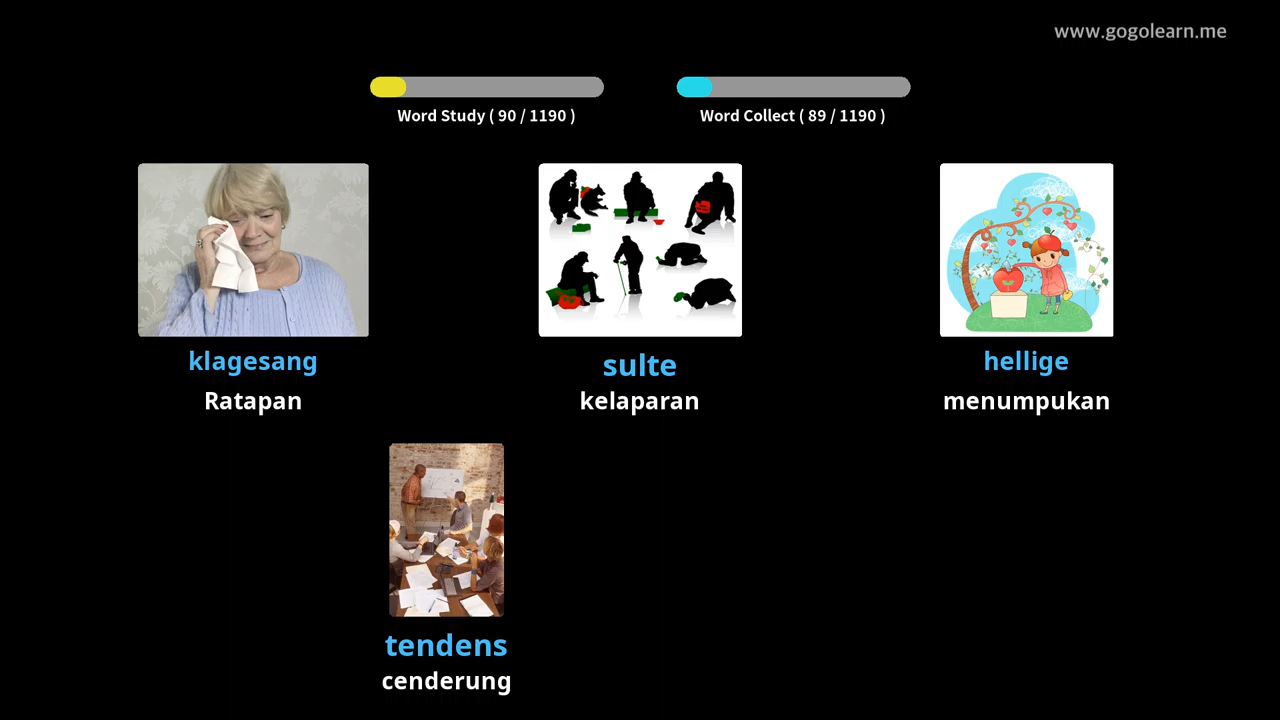 www.gogolearn.me
Word Study ( 90 / 1190 )
Word Collect ( 89 / 1190 )
klagesang
Ratapan
sulte
kelaparan
hellige
menumpukan
tendens
cenderung